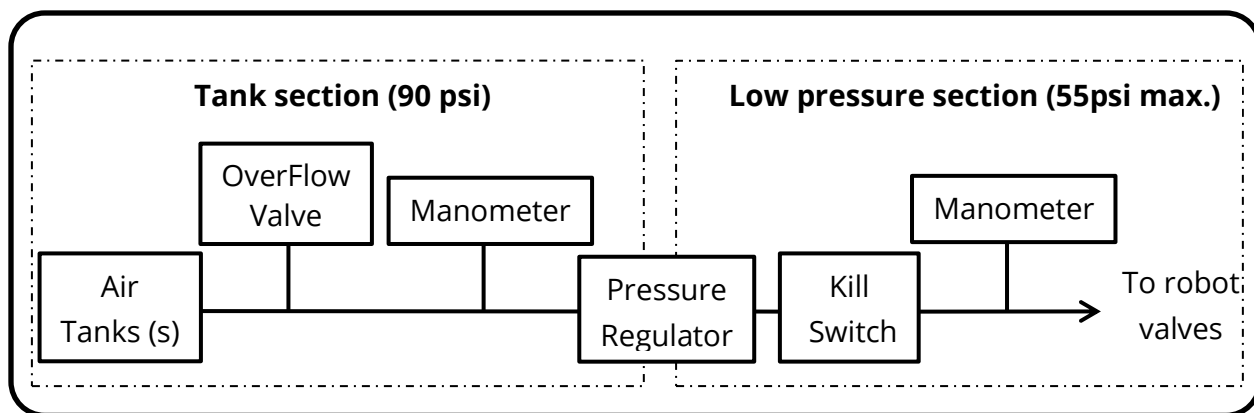 Tank section (90 psi)
Low pressure section (55psi max.)
OverFlow
Valve
Manometer
Manometer
Air
Tanks (s)
Pressure
Regulator
Kill
Switch
To robot
valves